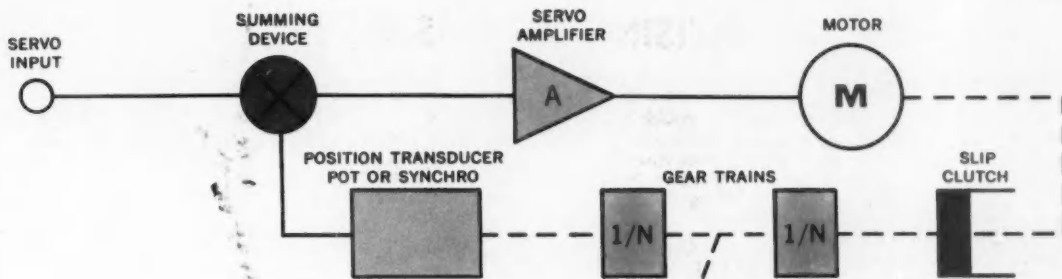 SUMMING
DEVICE
SERVO
AMPLIFIER
MOTOR
SERVO
INPUT
A
M
POSITION TRANSDUCER
POT OR SYNCHRO
GEAR TRAINS
SLIP
CLUTCH
1/N
1/N